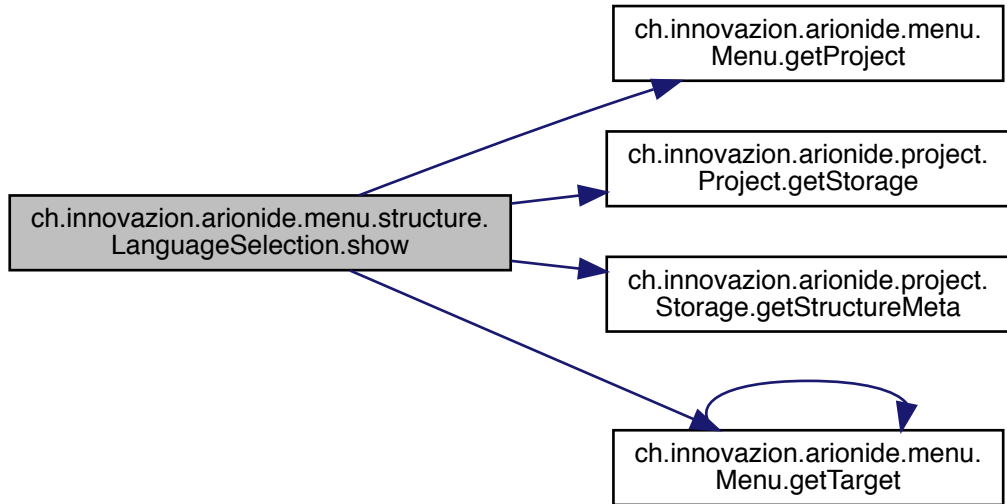 ch.innovazion.arionide.menu.
Menu.getProject
ch.innovazion.arionide.project.
Project.getStorage
ch.innovazion.arionide.menu.structure.
LanguageSelection.show
ch.innovazion.arionide.project.
Storage.getStructureMeta
ch.innovazion.arionide.menu.
Menu.getTarget